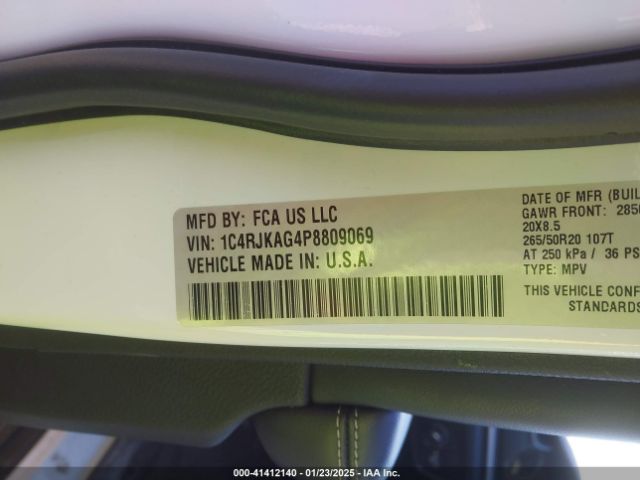 MFD BY: FCA US LLC
VIN: 1C4RJKAG4P8809069
VEHICLE MADE IN: U.S.A.
DATE OF MFR (BUIL
GAWR FRONT: 2850
20X8.5
265/50R20 107T
AT 250 kPa / 36 PS
TYPE: MPV
THIS VEHICLE CONF
STANDARDS
000-41412140 - 01/23/2025 - IAA Inc.